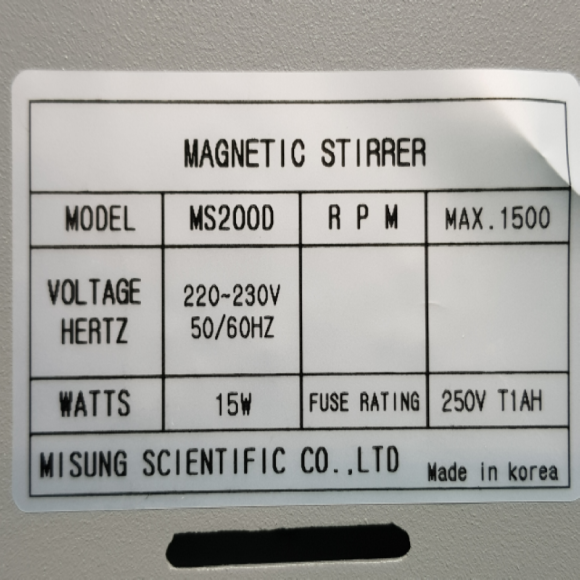 MAGNETIC STIRRER
MODEL MS200D R P M MAX.1500
VOLTAGE 220~230V
HERTZ 50/60HZ
WATTS 15W FUSE RATING 250V T1AH
MISUNG SCIENTIFIC CO.,LTD Made in korea